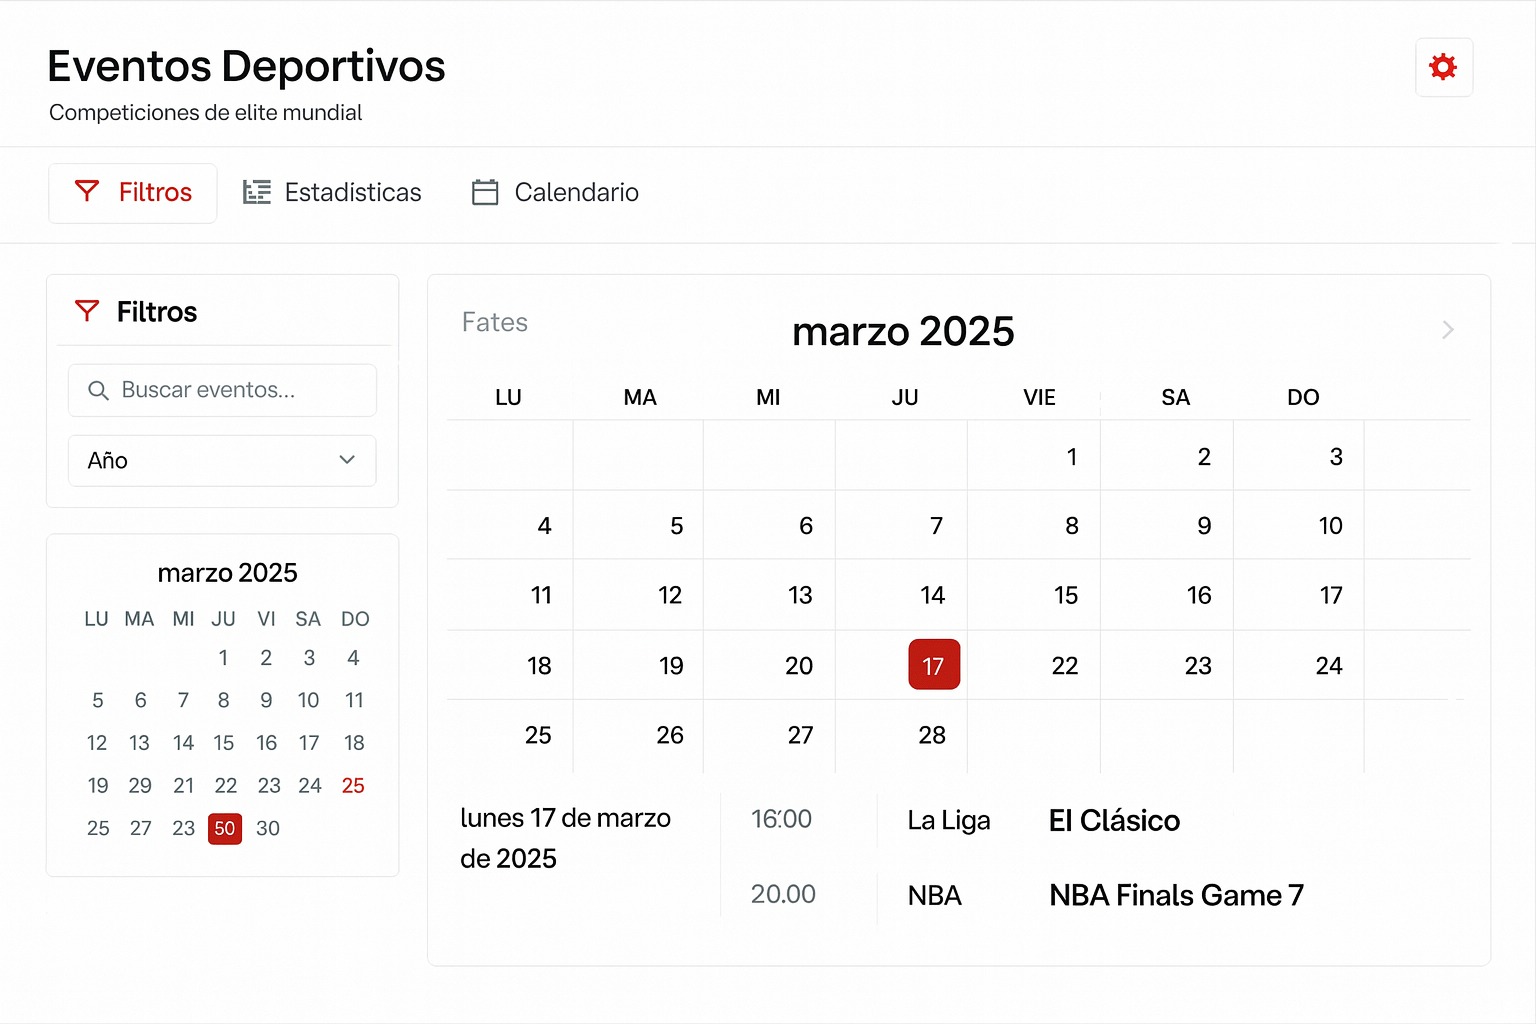 Eventos Deportivos
Competiciones de elite mundial
Filtros Estadísticas Calendario
Filtros
Buscar eventos...
Año
marzo 2025
LU MA MI JU VI SA DO
1 2 3 4
5 6 7 8 9 10 11
12 13 14 15 16 17 18
19 29 21 22 23 24 25
25 27 23 50 30
Fates
marzo 2025
LU MA MI JU VIE SA DO
1 2 3
4 5 6 7 8 9 10
11 12 13 14 15 16 17
18 19 20 17 22 23 24
25 26 27 28
lunes 17 de marzo
de 2025
16:00 La Liga El Clásico
20.00 NBA NBA Finals Game 7